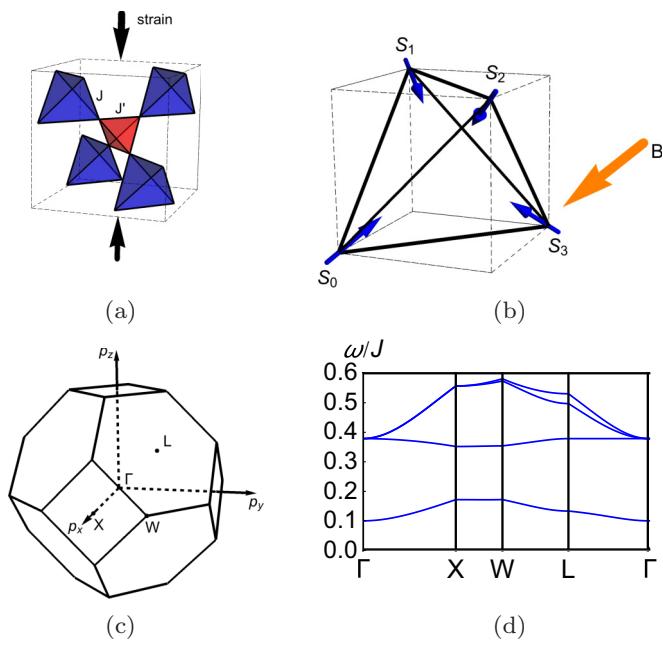 strain
J
J'
(a)
S1
S2
B
S3
S0
(b)
pz
L
Γ
py
px
X
W
(c)
ω/J
0.6
0.5
0.4
0.3
0.2
0.1
0.0
Γ X W L Γ
(d)